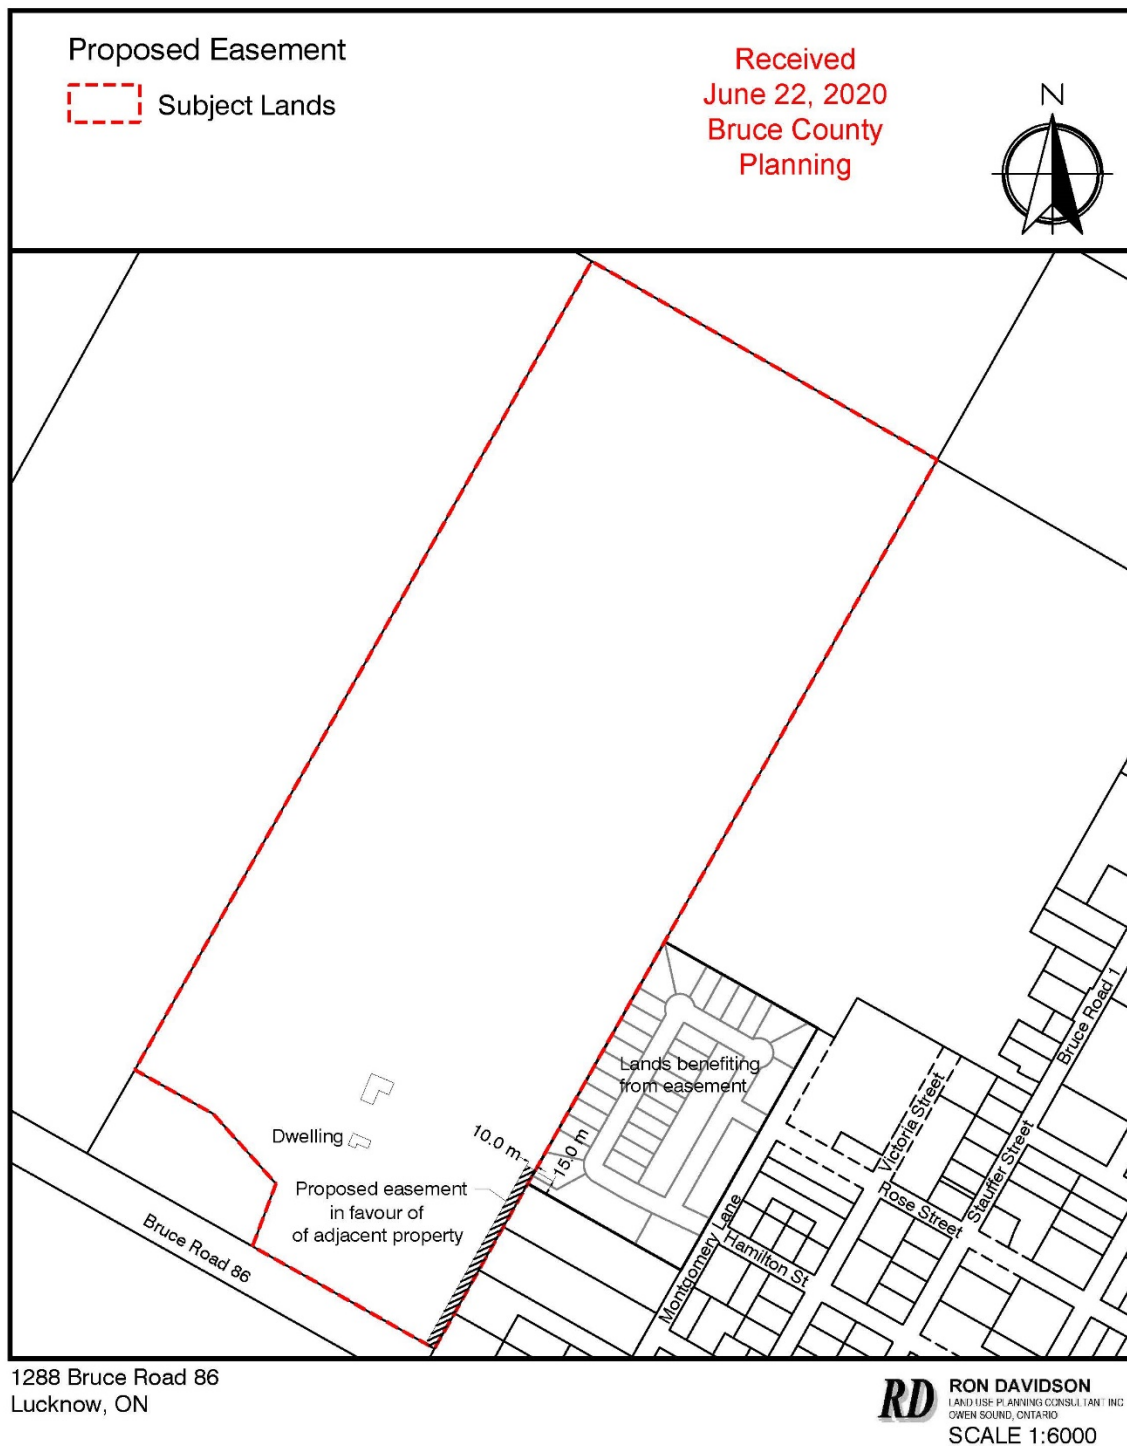 Proposed Easement
Subject Lands
Received
June 22, 2020
Bruce County
Planning
N
Lands benefiting
from easement
Bruce Road 1
Victoria Street
Stauffer Street
Rose Street
Dwelling
10.0 m
15.0 m
Proposed easement
in favour of
of adjacent property
Montgomery Lane
Hamilton St
Bruce Road 86
1288 Bruce Road 86
Lucknow, ON
RD
RON DAVIDSON
LAND USE PLANNING CONSULTANT INC
OWEN SOUND, ONTARIO
SCALE 1:6000